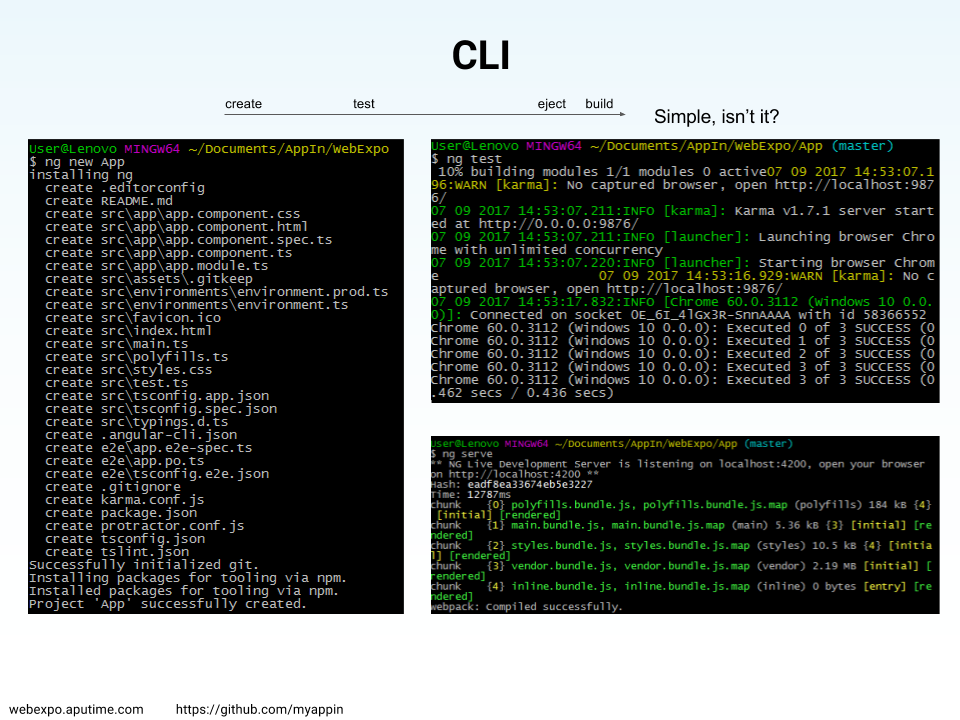 CLI
create test eject build
Simple, isn't it?
User@Lenovo MINGW64 ~/Documents/AppIn/WebExpo
$ ng new App
installing ng
create .editorconfig
create README.md
create src\app\app.component.css
create src\app\app.component.html
create src\app\app.component.spec.ts
create src\app\app.component.ts
create src\app\app.module.ts
create src\assets\.gitkeep
create src\environments\environment.prod.ts
create src\environments\environment.ts
create src\favicon.ico
create src\index.html
create src\main.ts
create src\polyfills.ts
create src\styles.css
create src\test.ts
create src\tsconfig.app.json
create src\tsconfig.spec.json
create src\typings.d.ts
create .angular-cli.json
create e2e\app.e2e-spec.ts
create e2e\app.po.ts
create e2e\tsconfig.e2e.json
create .gitignore
create karma.conf.js
create package.json
create protractor.conf.js
create tsconfig.json
create tslint.json
Successfully initialized git.
Installing packages for tooling via npm.
Installed packages for tooling via npm.
Project 'App' successfully created.
User@Lenovo MINGW64 ~/Documents/AppIn/WebExpo/App (master)
$ ng test
10% building modules 1/1 modules 0 active07 09 2017 14:53:07.1
96:WARN [karma]: No captured browser, open http://localhost:987
6/
07 09 2017 14:53:07.211:INFO [karma]: Karma v1.7.1 server start
ed at http://0.0.0.0:9876/
07 09 2017 14:53:07.211:INFO [launcher]: Launching browser Chro
me with unlimited concurrency
07 09 2017 14:53:07.220:INFO [launcher]: Starting browser Chrom
e 07 09 2017 14:53:16.929:WARN [karma]: No c
aptured browser, open http://localhost:9876/
07 09 2017 14:53:17.832:INFO [Chrome 60.0.3112 (Windows 10 0.0.
0)]: Connected on socket OE_6I_4lGx3R-SnnAAAA with id 58366552
Chrome 60.0.3112 (Windows 10 0.0.0): Executed 0 of 3 SUCCESS (0
Chrome 60.0.3112 (Windows 10 0.0.0): Executed 1 of 3 SUCCESS (0
Chrome 60.0.3112 (Windows 10 0.0.0): Executed 2 of 3 SUCCESS (0
Chrome 60.0.3112 (Windows 10 0.0.0): Executed 3 of 3 SUCCESS (0
Chrome 60.0.3112 (Windows 10 0.0.0): Executed 3 of 3 SUCCESS (0
.462 secs / 0.436 secs)
User@Lenovo MINGW64 ~/Documents/AppIn/WebExpo/App (master)
$ ng serve
** NG Live Development Server is listening on localhost:4200, open your browser
on http://localhost:4200 **
Hash: eadf8ea33674eb5e3227
Time: 12787ms
chunk {0} polyfills.bundle.js, polyfills.bundle.js.map (polyfills) 184 kB {4}
[initial] [rendered]
chunk {1} main.bundle.js, main.bundle.js.map (main) 5.36 kB {3} [initial] [re
ndered]
chunk {2} styles.bundle.js, styles.bundle.js.map (styles) 10.5 kB {4} [initia
l] [rendered]
chunk {3} vendor.bundle.js, vendor.bundle.js.map (vendor) 2.19 MB [initial] [
rendered]
chunk {4} inline.bundle.js, inline.bundle.js.map (inline) 0 bytes [entry] [re
ndered]
webpack: Compiled successfully.
webexpo.aputime.com https://github.com/myappin